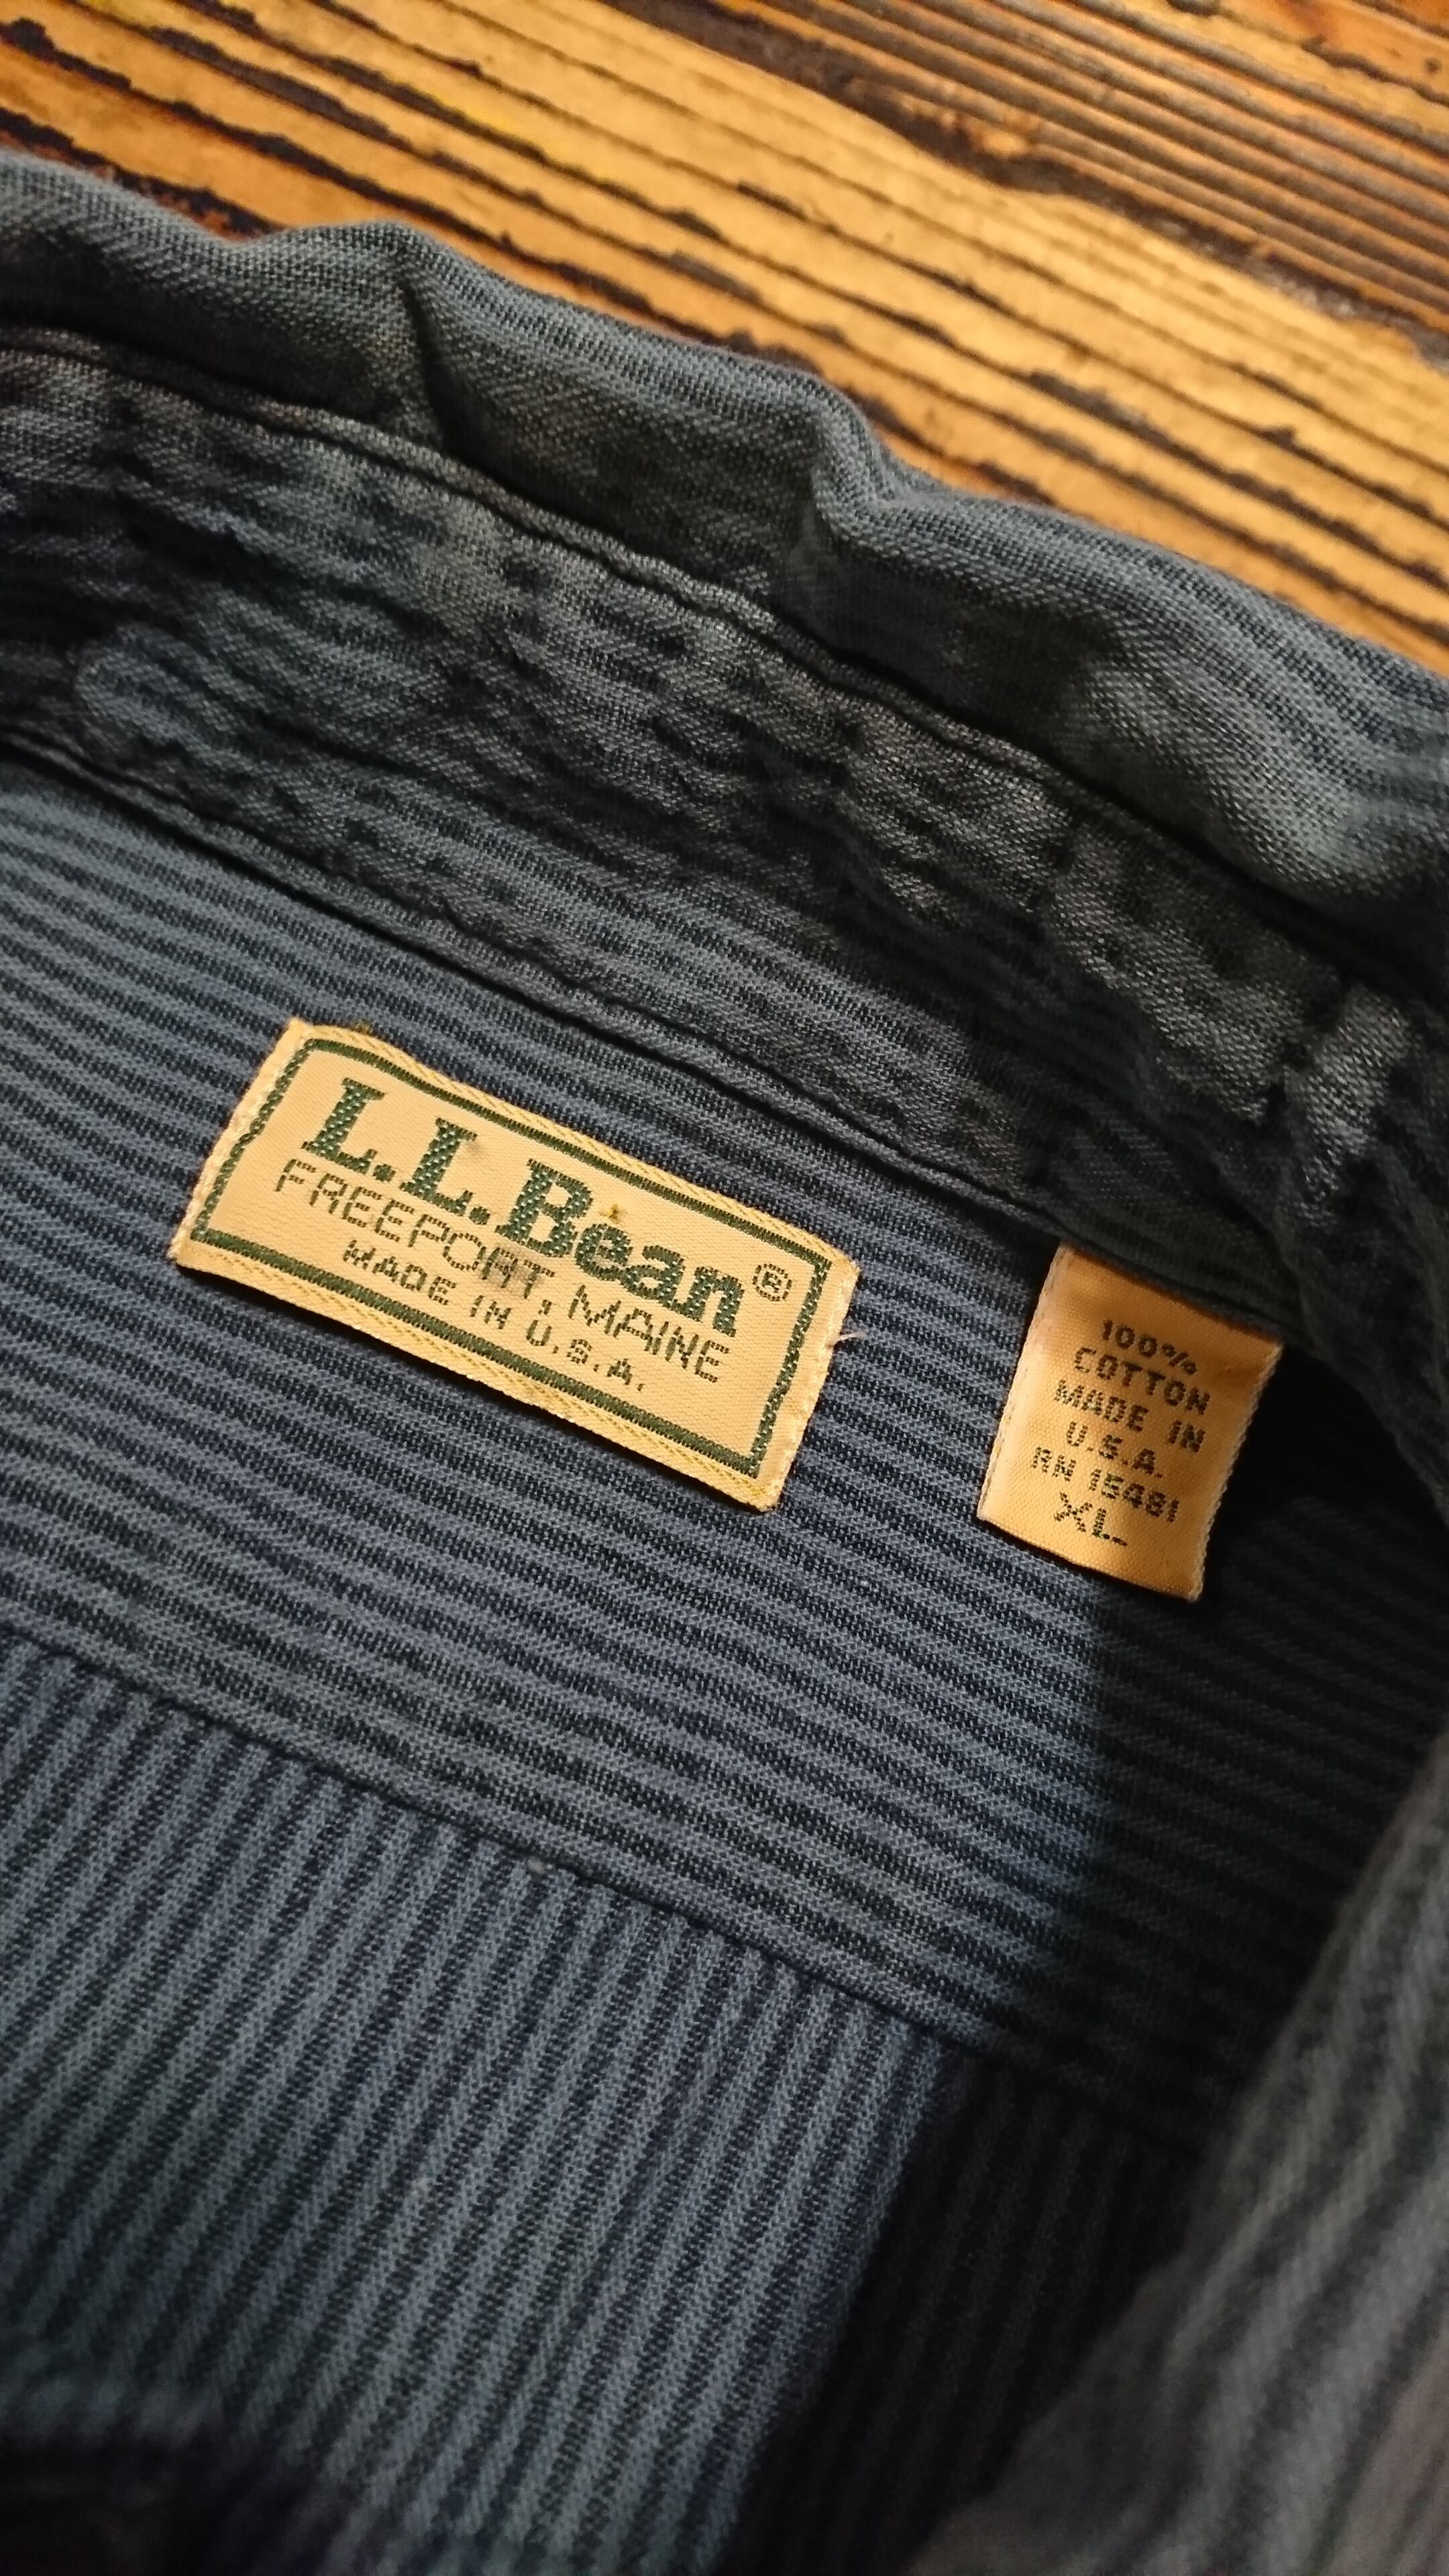 L.L.Bean®
FREEPORT, MAINE
MADE IN U.S.A.
100%
COTTON
MADE IN
U.S.A.
RN 15481
XL